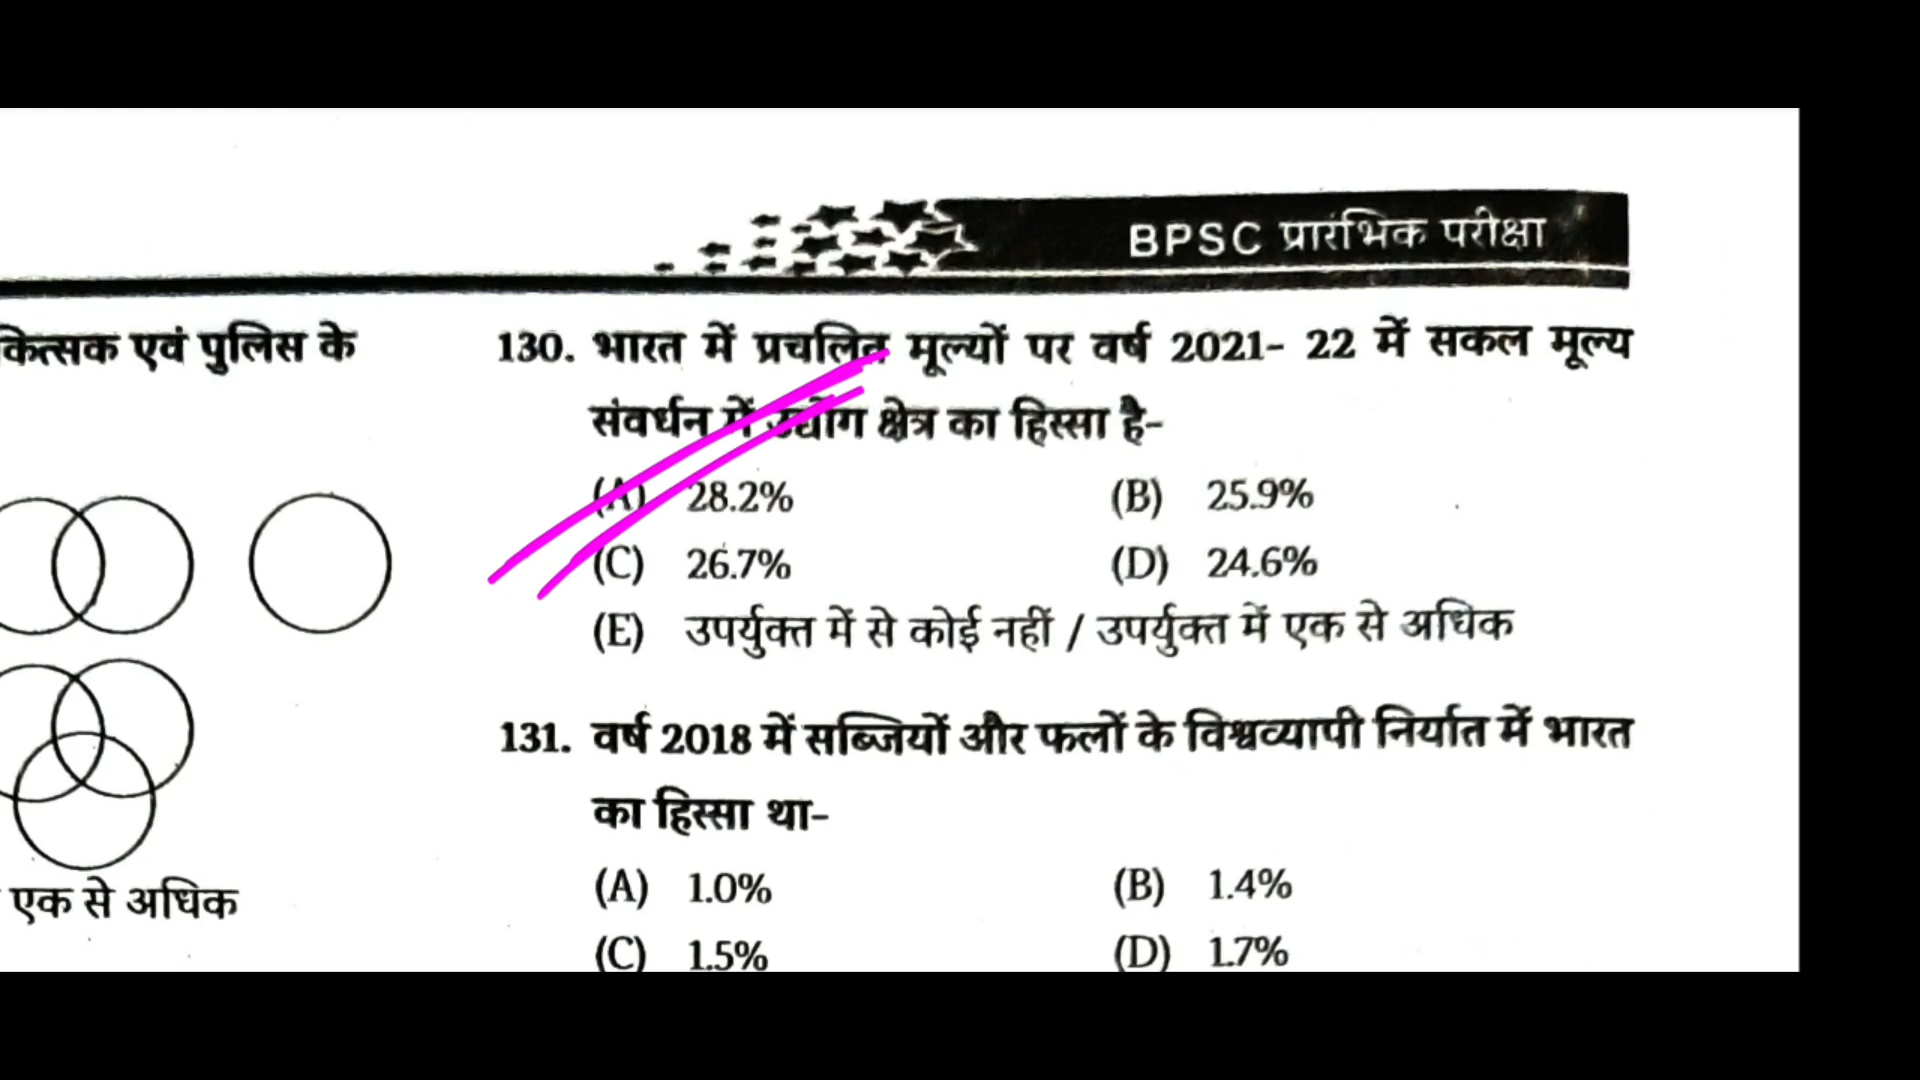 BPSC प्रारंभिक परीक्षा
एवं पुलिस के
एक से अधिक
130. भारत में प्रचलित मूल्यों पर वर्ष 2021- 22 में सकल मूल्य
संवर्धन में उद्योग क्षेत्र का हिस्सा है-
(A) 28.2% (B) 25.9%
(C) 26.7% (D) 24.6%
(E) उपर्युक्त में से कोई नहीं / उपर्युक्त में एक से अधिक
131. वर्ष 2018 में सब्जियों और फलों के विश्वव्यापी निर्यात में भारत
का हिस्सा था-
(A) 1.0% (B) 1.4%
(C) 1.5% (D) 1.7%